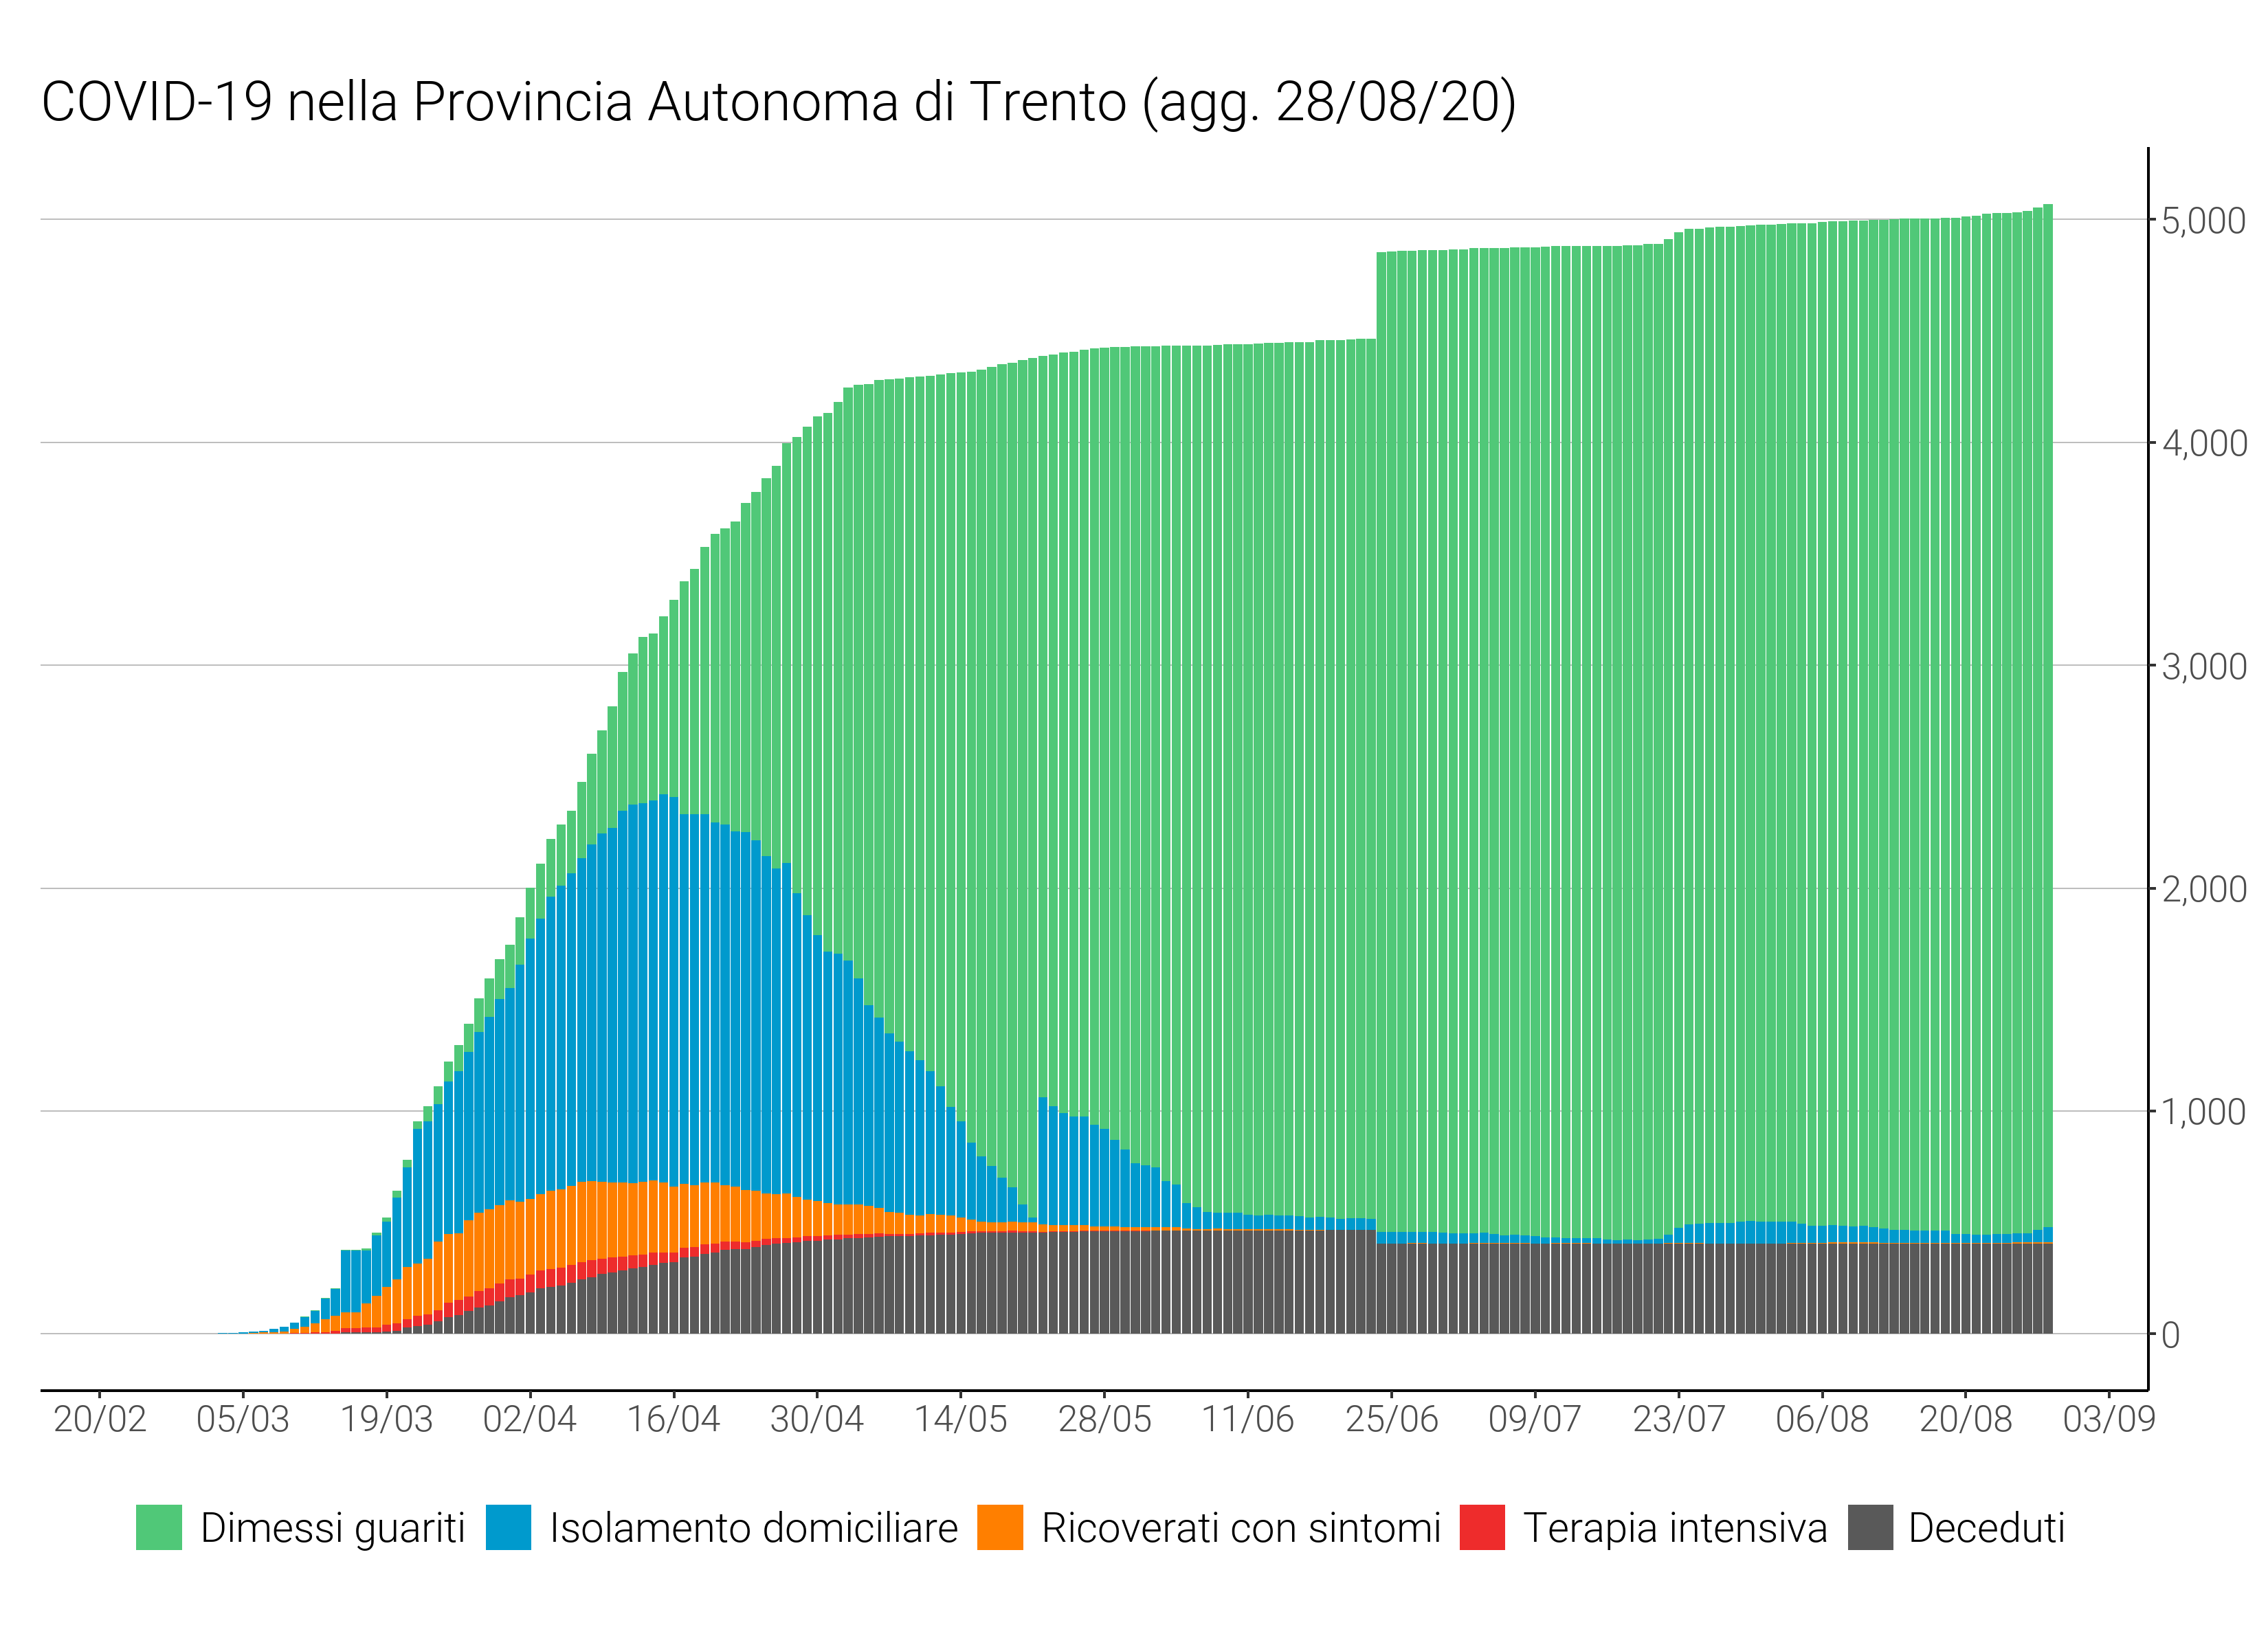 COVID-19 nella Provincia Autonoma di Trento (agg. 28/08/20)
5,000
4,000
3,000
2,000
1,000
0
20/02 05/03 19/03 02/04 16/04 30/04 14/05 28/05 11/06 25/06 09/07 23/07 06/08 20/08 03/09
Dimessi guariti Isolamento domiciliare Ricoverati con sintomi Terapia intensiva Deceduti